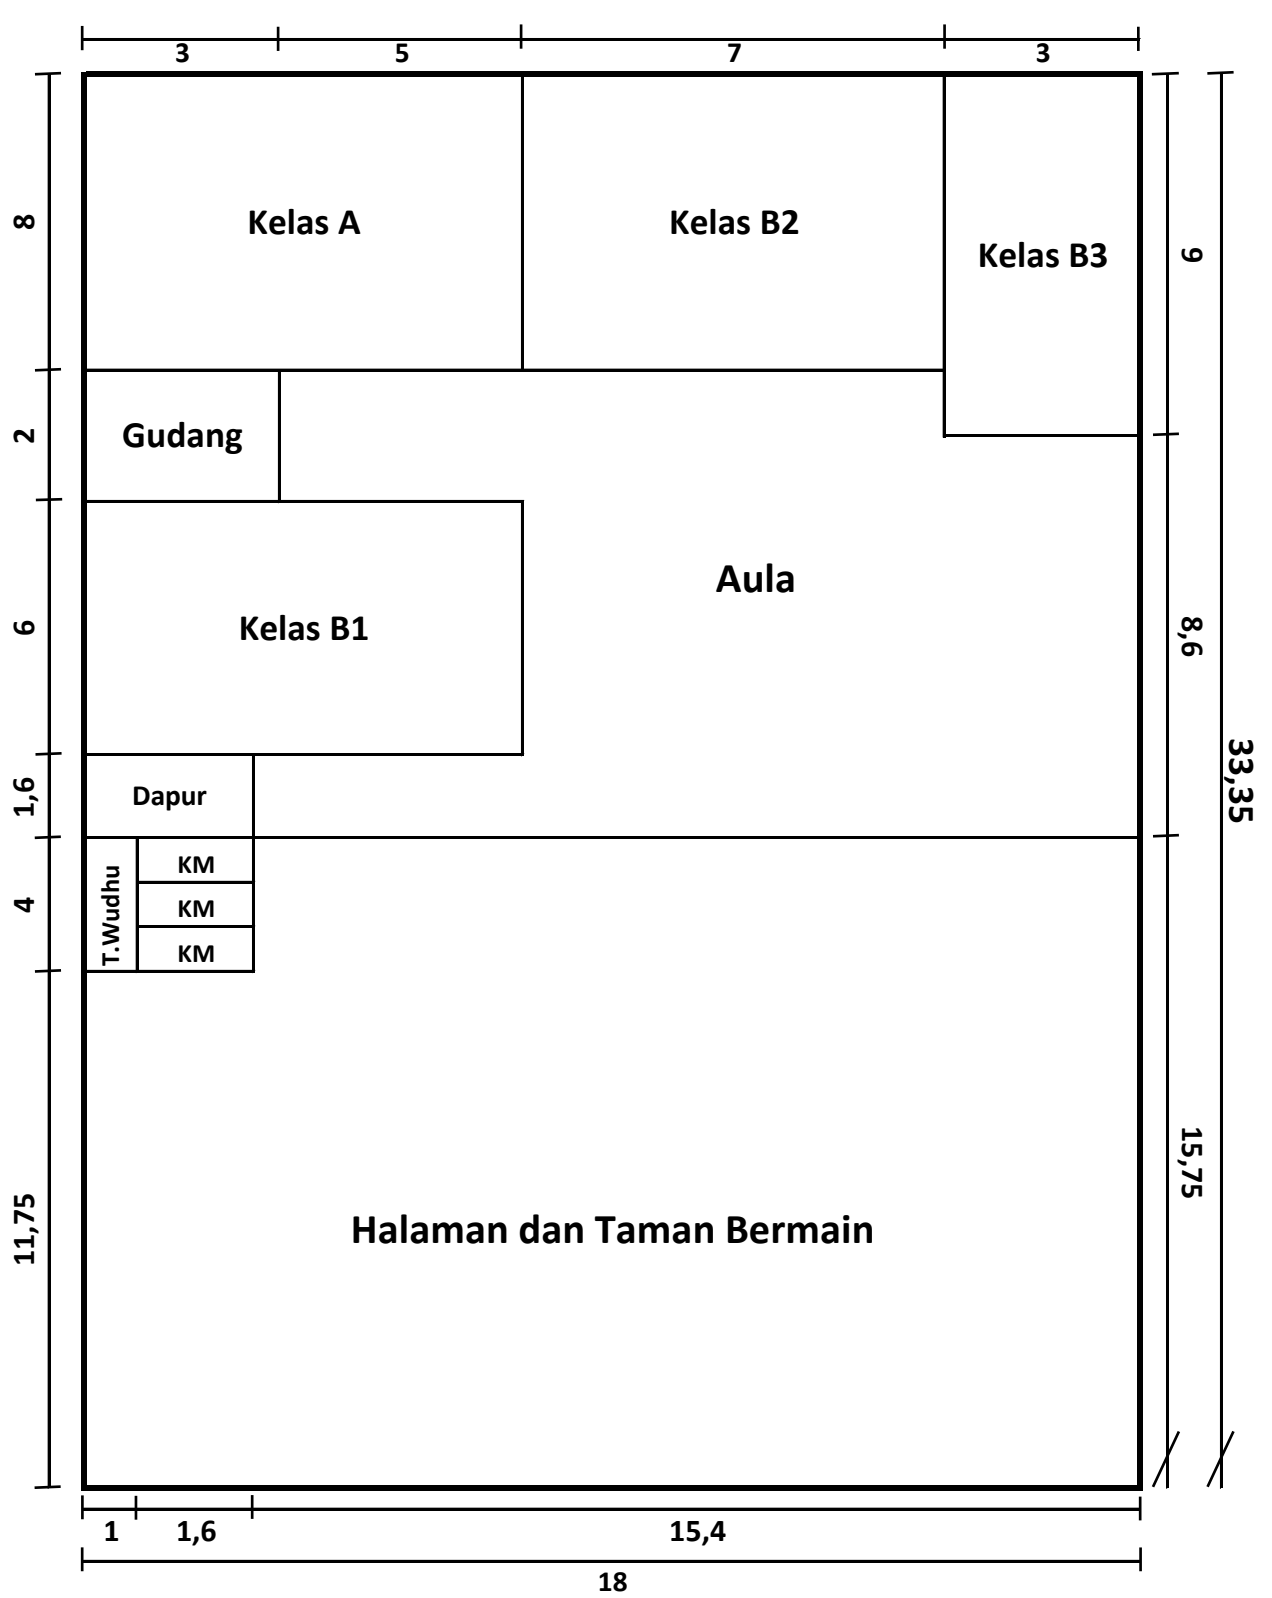 3
5
7
3
8
Kelas A
Kelas B2
Kelas B3
9
2
Gudang
6
Kelas B1
Aula
8,6
33,35
1,6
Dapur
4
T.Wudhu
KM
KM
KM
11,75
Halaman dan Taman Bermain
15,75
1
1,6
15,4
18